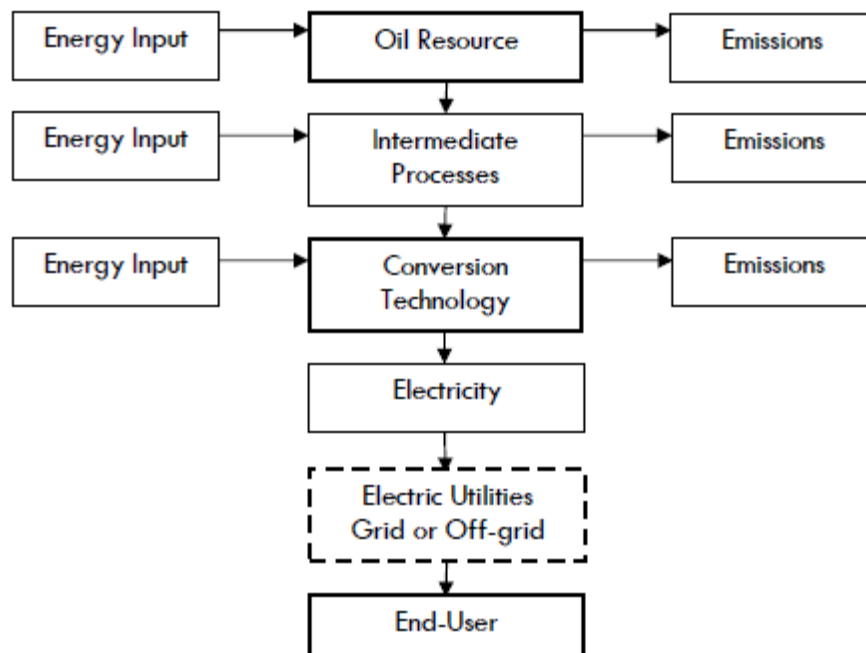 Energy Input
Oil Resource
Emissions
Energy Input
Intermediate
Processes
Emissions
Energy Input
Conversion
Technology
Emissions
Electricity
Electric Utilities
Grid or Off-grid
End-User